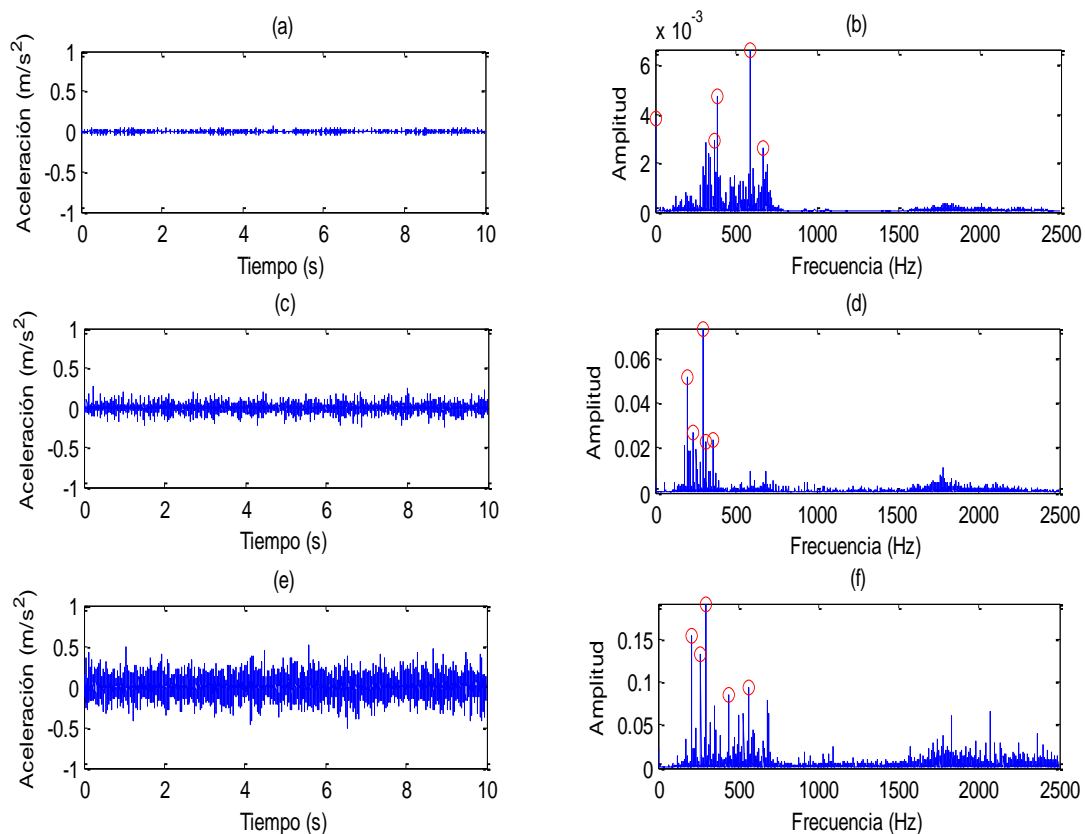 (a)
Aceleración (m/s²)
1
0.5
0
-0.5
-1
0 2 4 6 8 10
Tiempo (s)
(b)
x 10⁻³
Amplitud
6
4
2
0
0 500 1000 1500 2000 2500
Frecuencia (Hz)
(c)
Aceleración (m/s²)
1
0.5
0
-0.5
-1
0 2 4 6 8 10
Tiempo (s)
(d)
Amplitud
0.06
0.04
0.02
0
0 500 1000 1500 2000 2500
Frecuencia (Hz)
(e)
Aceleración (m/s²)
1
0.5
0
-0.5
-1
0 2 4 6 8 10
Tiempo (s)
(f)
Amplitud
0.15
0.1
0.05
0
0 500 1000 1500 2000 2500
Frecuencia (Hz)